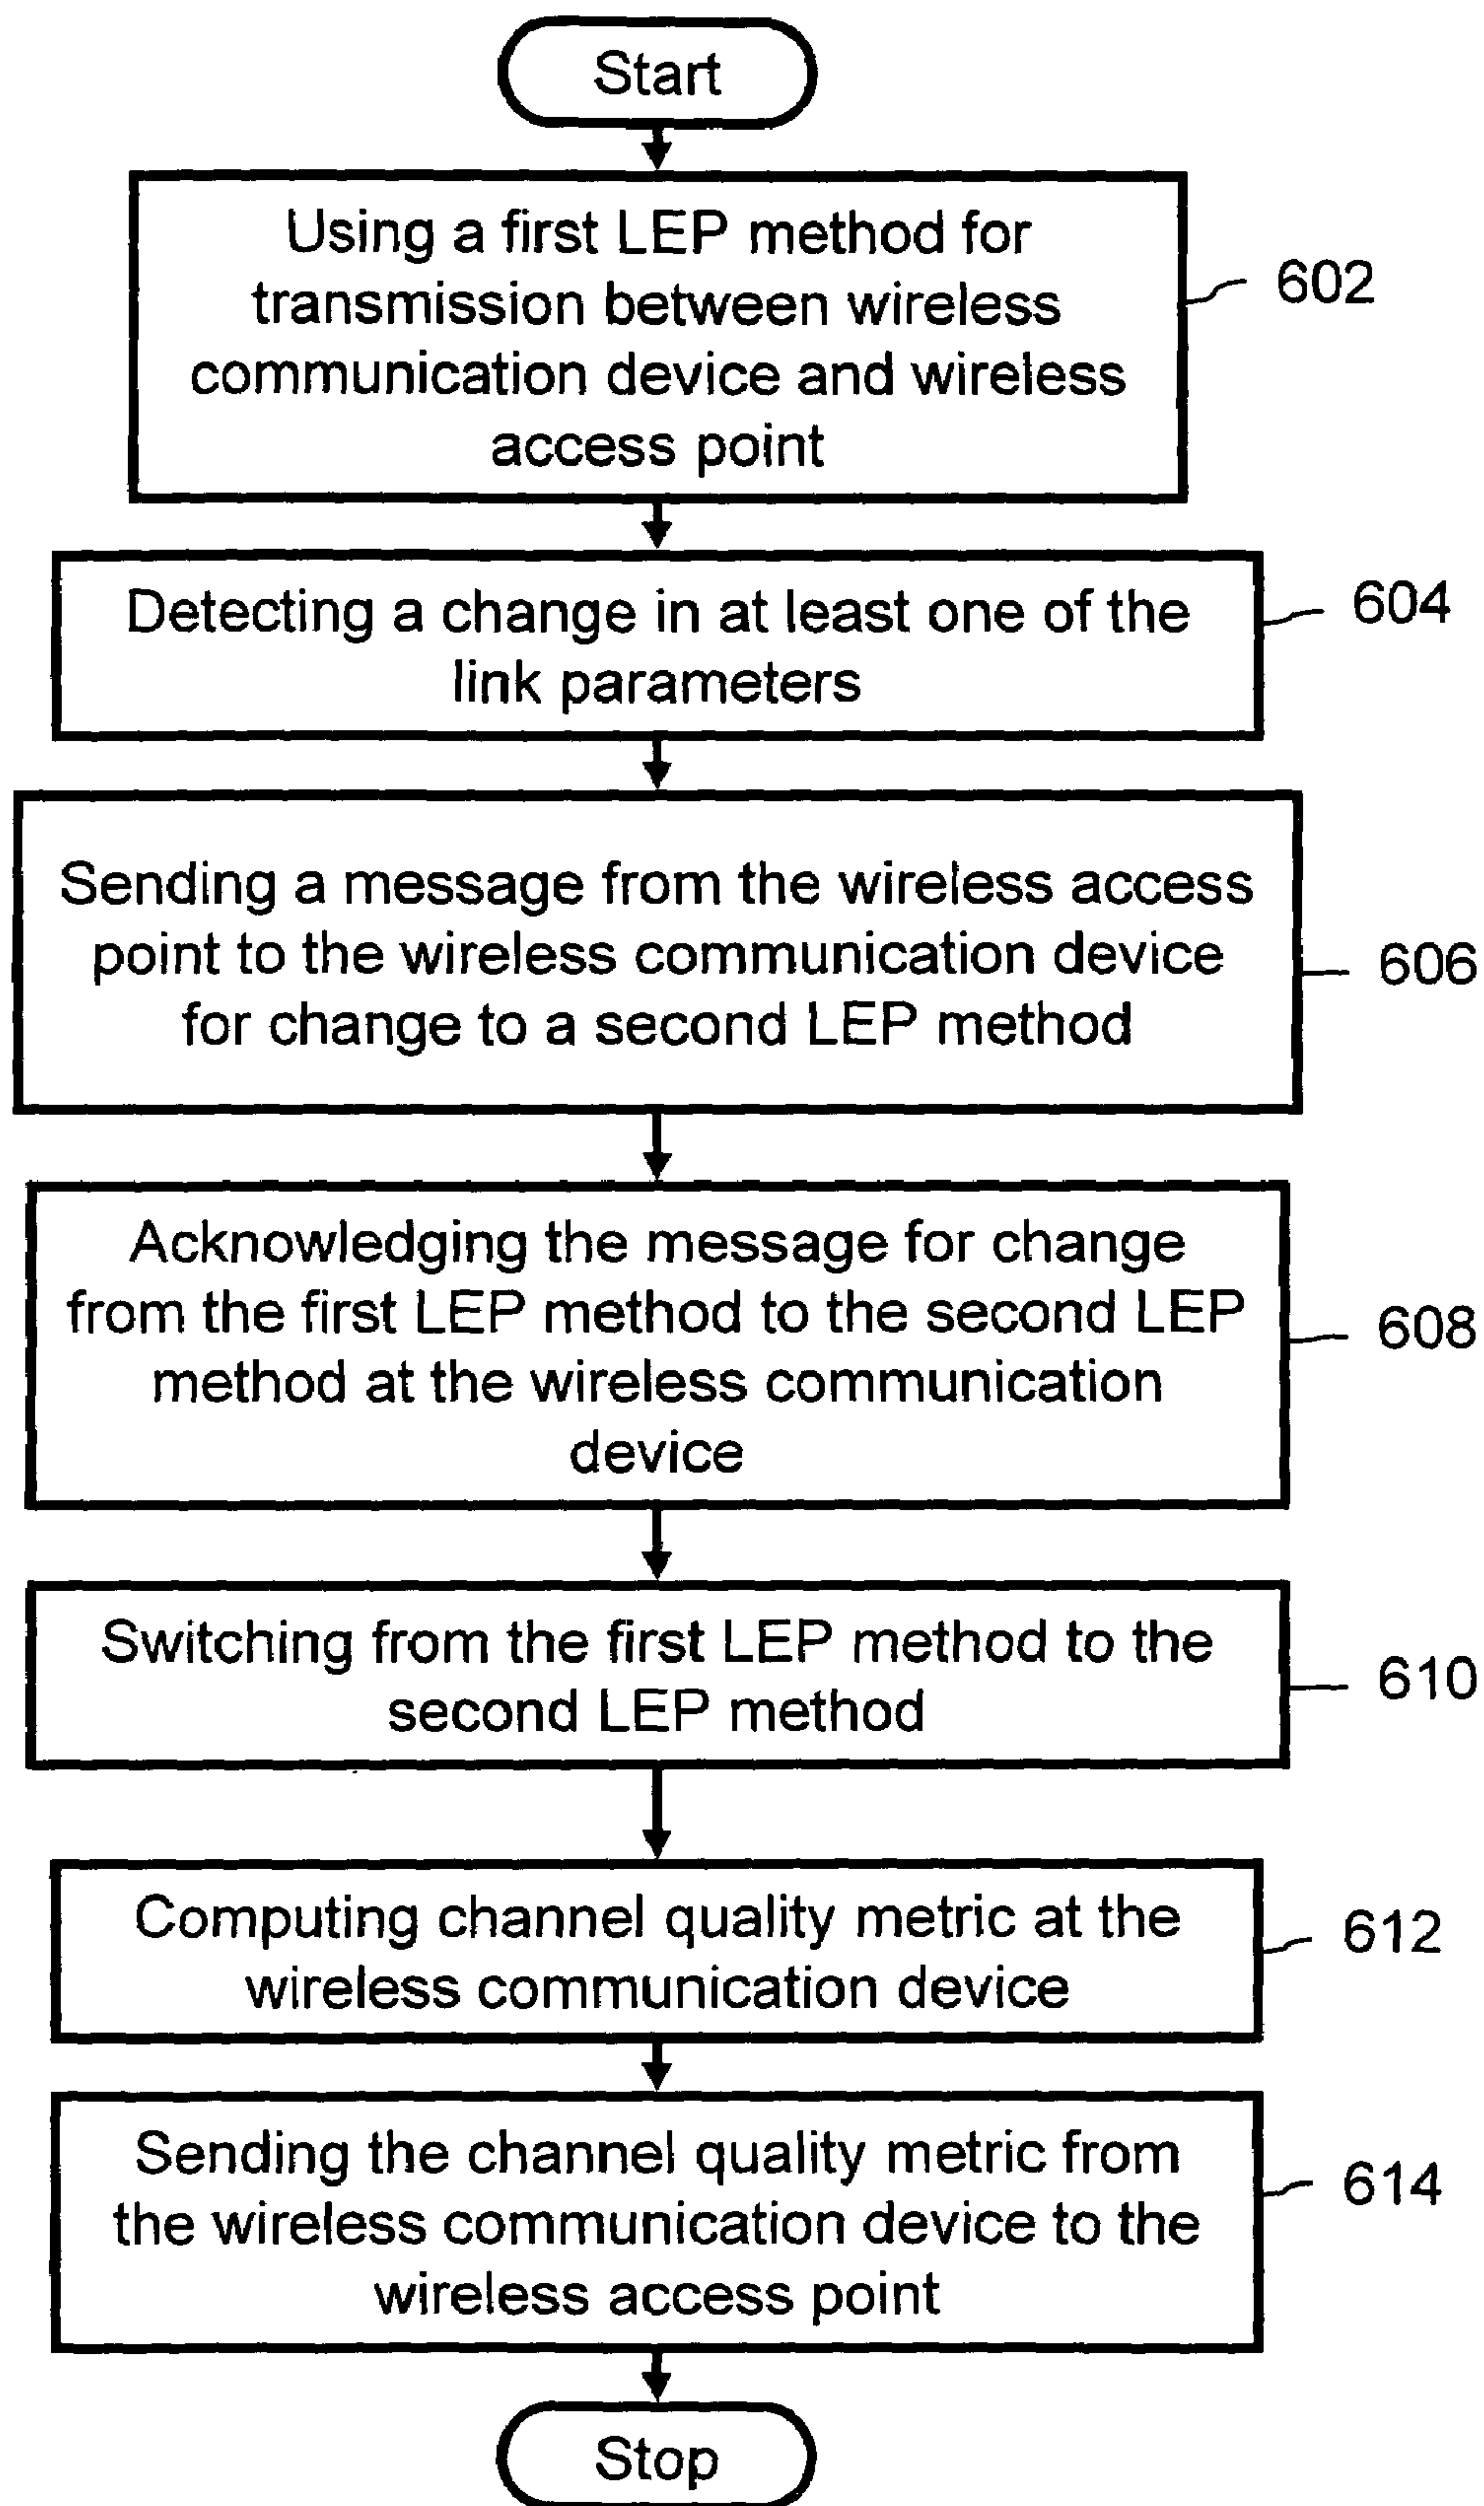 Start
Using a first LEP method for
transmission between wireless
communication device and wireless
access point
602
Detecting a change in at least one of the
link parameters
604
Sending a message from the wireless access
point to the wireless communication device
for change to a second LEP method
606
Acknowledging the message for change
from the first LEP method to the second LEP
method at the wireless communication
device
608
Switching from the first LEP method to the
second LEP method
610
Computing channel quality metric at the
wireless communication device
612
Sending the channel quality metric from
the wireless communication device to the
wireless access point
614
Stop